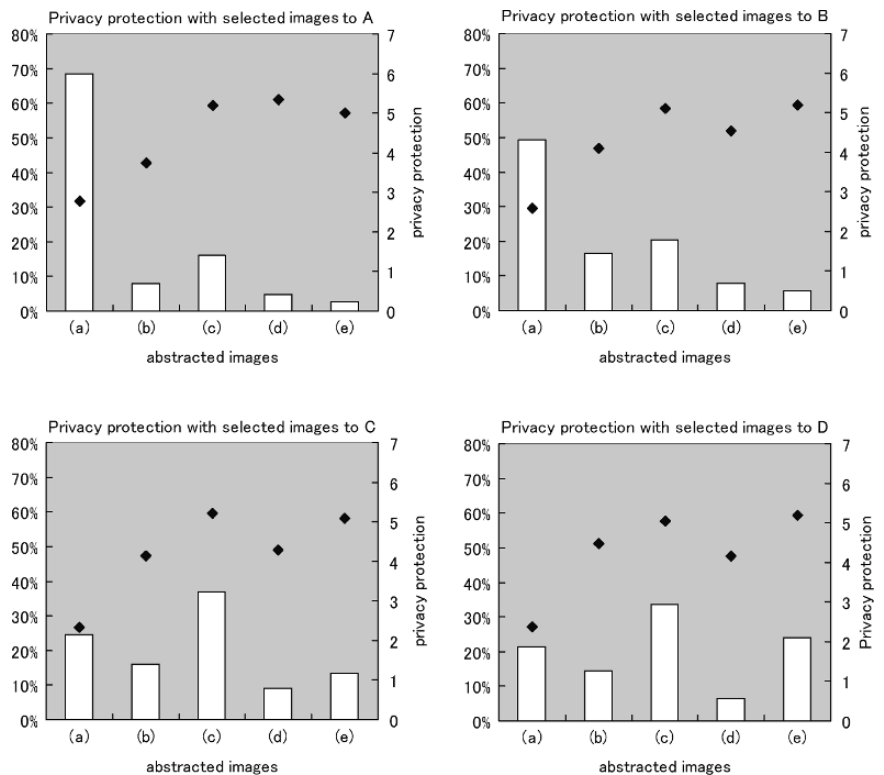 Privacy protection with selected images to A
80%
70%
60%
50%
40%
30%
20%
10%
0%
7
6
5
4
3
2
1
0
privacy protection
(a)
(b)
(c)
(d)
(e)
abstracted images
Privacy protection with selected images to B
80%
70%
60%
50%
40%
30%
20%
10%
0%
7
6
5
4
3
2
1
0
privacy protection
(a)
(b)
(c)
(d)
(e)
abstracted images
Privacy protection with selected images to C
80%
70%
60%
50%
40%
30%
20%
10%
0%
7
6
5
4
3
2
1
0
privacy protection
(a)
(b)
(c)
(d)
(e)
abstracted images
Privacy protection with selected images to D
80%
70%
60%
50%
40%
30%
20%
10%
0%
7
6
5
4
3
2
1
0
Privacy protection
(a)
(b)
(c)
(d)
(e)
abstracted images